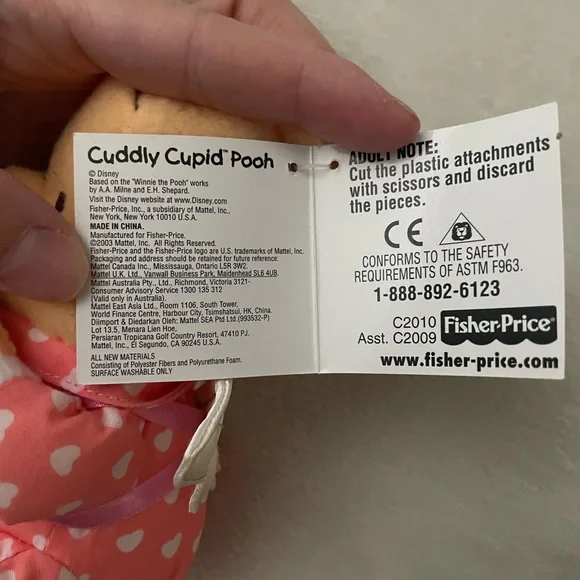 Cuddly Cupid™ Pooh
© Disney
Based on the "Winnie the Pooh" works
by A.A. Milne and E.H. Shepard.
Visit the Disney website at www.Disney.com
Fisher-Price, Inc., a subsidiary of Mattel, Inc.,
New York, New York 10010 U.S.A.
MADE IN CHINA.
Manufactured for Fisher-Price.
©2003 Mattel, Inc. All Rights Reserved.
Fisher-Price and the Fisher-Price logo are U.S. trademarks of Mattel, Inc.
Packaging and address should be retained for future reference:
Mattel Canada Inc., Mississauga, Ontario L5R 3W2.
Mattel U.K. Ltd., Vanwall Business Park, Maidenhead SL6 4UB.
Mattel Australia Pty., Ltd., Richmond, Victoria 3121-
Consumer Advisory Service 1300 135 312
(Valid only in Australia).
Mattel East Asia Ltd., Room 1106, South Tower,
World Finance Centre, Harbour City, Tsimshatsui, HK, China.
Diimport & Diedarkan Oleh: Mattel SEA Ptd Ltd.(993532-P)
Lot 13.5, Menara Lien Hoe,
Persiaran Tropicana Golf Country Resort, 47410 PJ.
Mattel, Inc., El Segundo, CA 90245 U.S.A.
ALL NEW MATERIALS
Consisting of Polyester Fibers and Polyurethane Foam.
SURFACE WASHABLE ONLY
ADULT NOTE:
Cut the plastic attachments
with scissors and discard
the pieces.
CE
CONFORMS TO THE SAFETY
REQUIREMENTS OF ASTM F963.
1-888-892-6123
C2010
Asst. C2009
Fisher-Price®
www.fisher-price.com